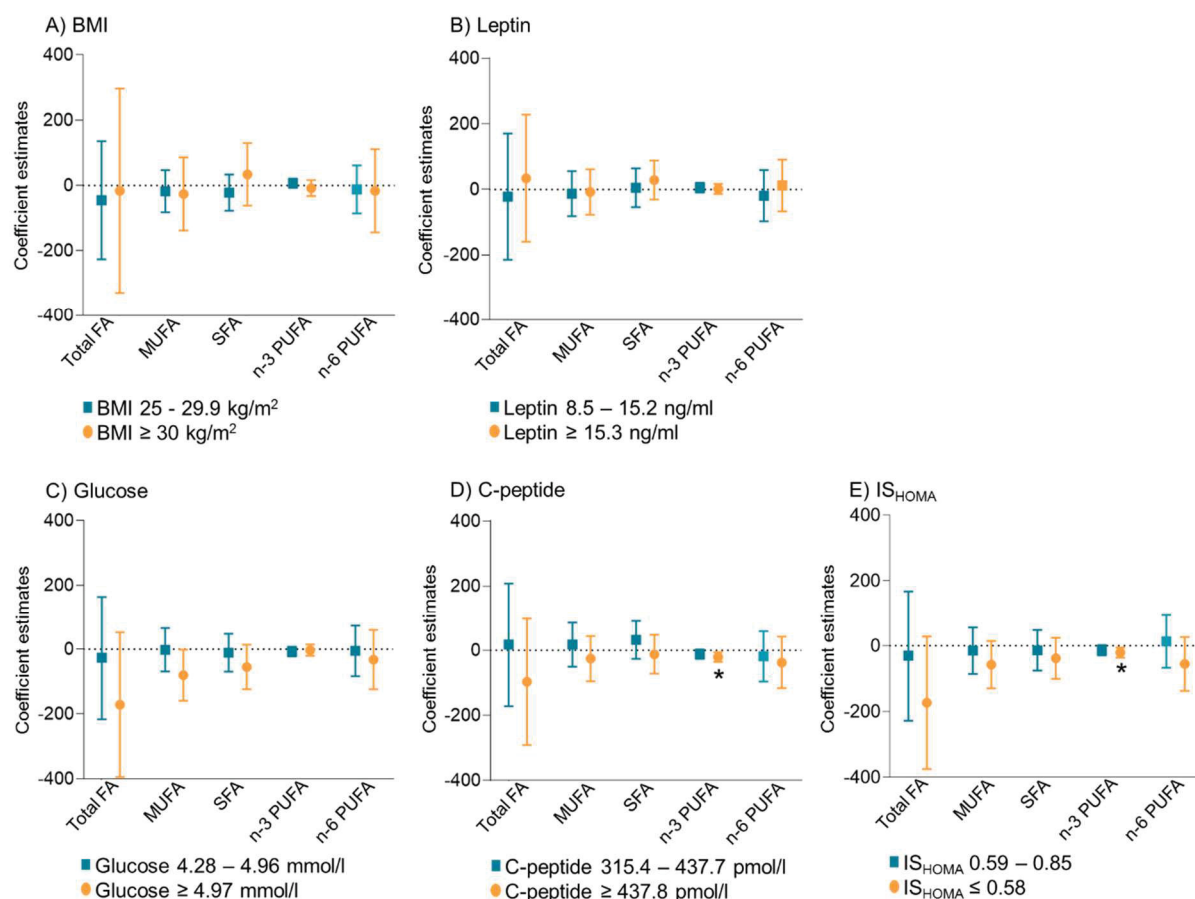 A) BMI
Coefficient estimates
400
200
0
-200
-400
Total FA
MUFA
SFA
n-3 PUFA
n-6 PUFA
BMI 25 - 29.9 kg/m²
BMI ≥ 30 kg/m²
B) Leptin
Coefficient estimates
400
200
0
-200
-400
Total FA
MUFA
SFA
n-3 PUFA
n-6 PUFA
Leptin 8.5 – 15.2 ng/ml
Leptin ≥ 15.3 ng/ml
C) Glucose
Coefficient estimates
400
200
0
-200
-400
Total FA
MUFA
SFA
n-3 PUFA
n-6 PUFA
Glucose 4.28 – 4.96 mmol/l
Glucose ≥ 4.97 mmol/l
D) C-peptide
Coefficient estimates
400
200
0
-200
-400
*
Total FA
MUFA
SFA
n-3 PUFA
n-6 PUFA
C-peptide 315.4 – 437.7 pmol/l
C-peptide ≥ 437.8 pmol/l
E) IS_HOMA
Coefficient estimates
400
200
0
-200
-400
*
Total FA
MUFA
SFA
n-3 PUFA
n-6 PUFA
IS_HOMA 0.59 – 0.85
IS_HOMA ≤ 0.58